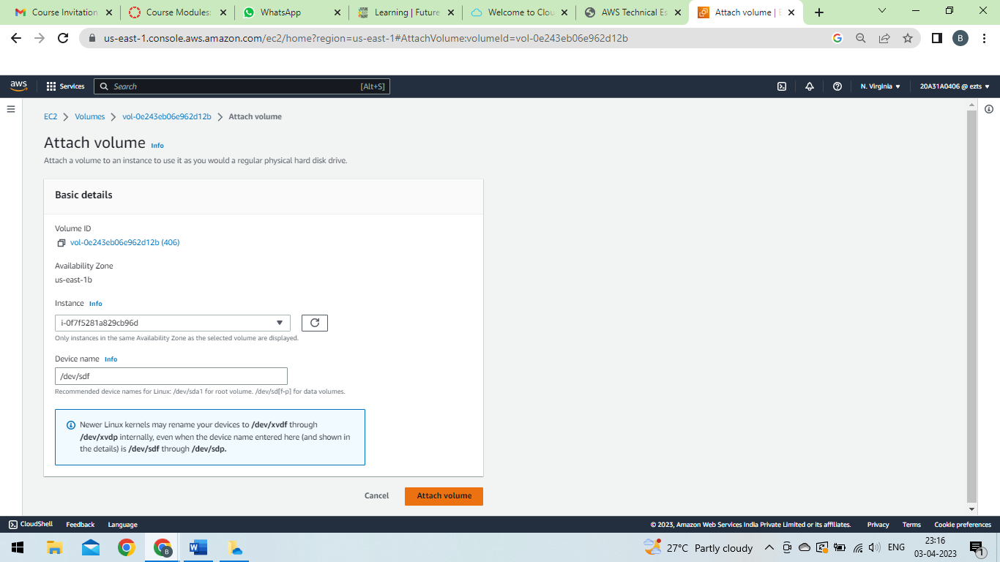 Course Invitation
Course Modules:
WhatsApp
Learning | Future
Welcome to Clou
AWS Technical Es
Attach volume | E
us-east-1.console.aws.amazon.com/ec2/home?region=us-east-1#AttachVolume:volumeId=vol-0e243eb06e962d12b
B
aws
Services
Search
[Alt+S]
N. Virginia
20A31A0406 @ ezts
EC2
Volumes
vol-0e243eb06e962d12b
Attach volume
Attach volume Info
Attach a volume to an instance to use it as you would a regular physical hard disk drive.
Basic details
Volume ID
vol-0e243eb06e962d12b (406)
Availability Zone
us-east-1b
Instance Info
i-0f7f5281a829cb96d
Only instances in the same Availability Zone as the selected volume are displayed.
Device name Info
/dev/sdf
Recommended device names for Linux: /dev/sda1 for root volume. /dev/sd[f-p] for data volumes.
Newer Linux kernels may rename your devices to /dev/xvdf through
/dev/xvdp internally, even when the device name entered here (and shown in
the details) is /dev/sdf through /dev/sdp.
Cancel
Attach volume
CloudShell
Feedback
Language
© 2023, Amazon Web Services India Private Limited or its affiliates.
Privacy
Terms
Cookie preferences
B
W
27°C Partly cloudy
ENG
23:16
03-04-2023
1